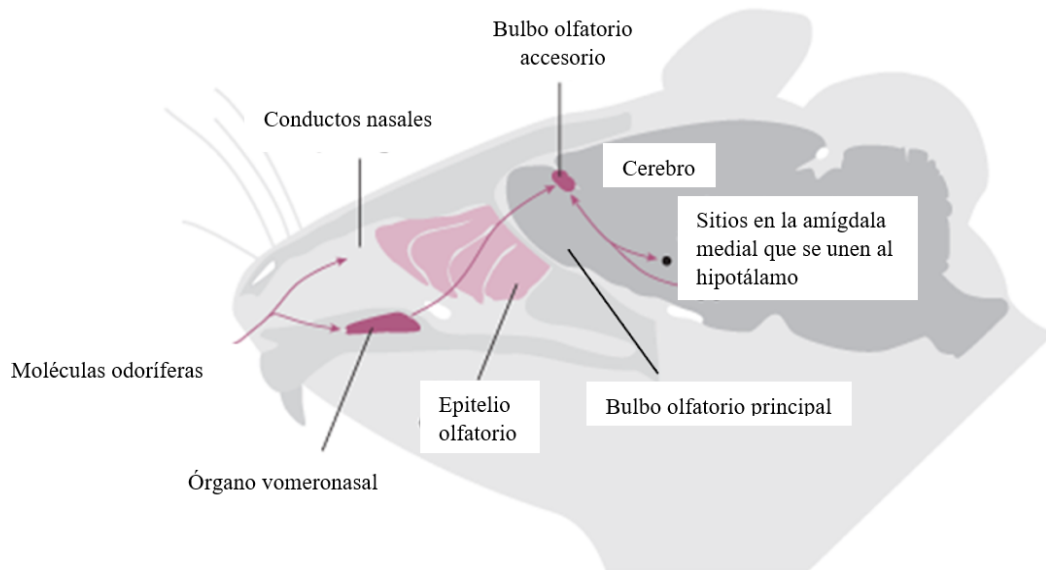 Bulbo olfatorio
accesorio
Conductos nasales
Cerebro
Sitios en la amígdala
medial que se unen al
hipotálamo
Moléculas odoríferas
Epitelio
olfatorio
Bulbo olfatorio principal
Órgano vomeronasal